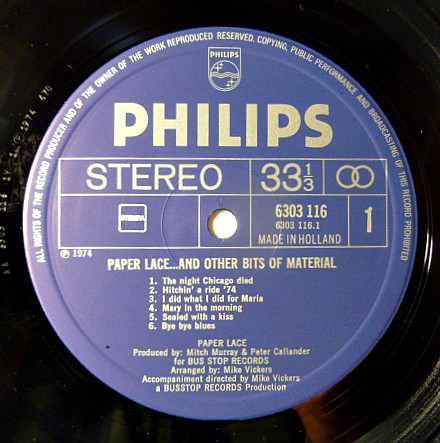 ALL RIGHTS OF THE RECORD PRODUCER AND OF THE OWNER OF THE WORK REPRODUCED RESERVED. COPYING, PUBLIC PERFORMANCE AND BROADCASTING OF THIS RECORD PROHIBITED
PHILIPS
PHILIPS
STEREO
33 1/3
STEMRA
6303 116
6303 116.1
1
MADE IN HOLLAND
℗ 1974
PAPER LACE...AND OTHER BITS OF MATERIAL
1. The night Chicago died
2. Hitchin' a ride '74
3. I did what I did for Maria
4. Mary in the morning
5. Sealed with a kiss
6. Bye bye blues
PAPER LACE
Produced by: Mitch Murray & Peter Callander
for BUS STOP RECORDS
Arranged by: Mike Vickers
Accompaniment directed by Mike Vickers
a BUSSTOP RECORDS Production